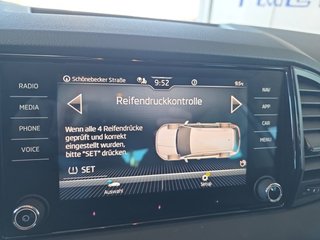 RADIO
MEDIA
PHONE
VOICE
Schönebecker Straße
9:52
Reifendruckkontrolle
Wenn alle 4 Reifendrücke
geprüft und korrekt
eingestellt wurden,
bitte "SET" drücken.
SET
Auswahl
Setup
NAV
APP
CAR
MENU